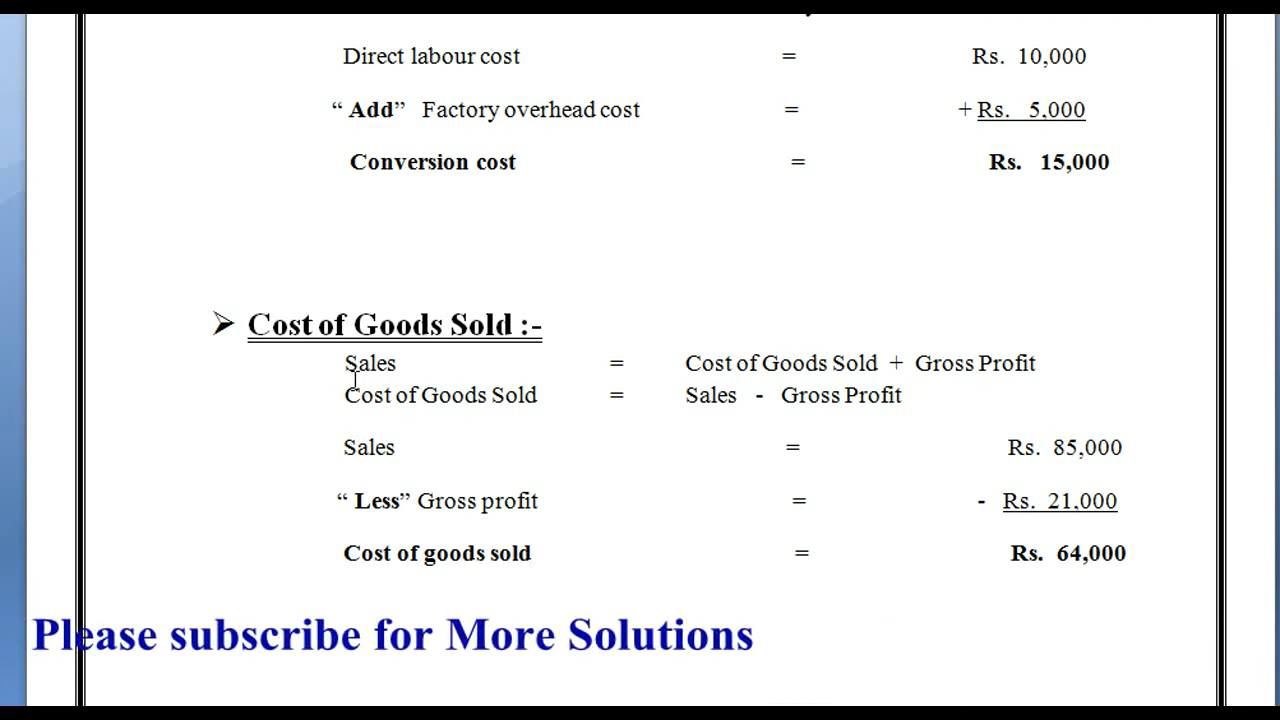 Direct labour cost = Rs. 10,000
“ Add” Factory overhead cost = + Rs. 5,000
Conversion cost = Rs. 15,000
➢ Cost of Goods Sold :-
Sales = Cost of Goods Sold + Gross Profit
Cost of Goods Sold = Sales - Gross Profit
Sales = Rs. 85,000
“ Less” Gross profit = - Rs. 21,000
Cost of goods sold = Rs. 64,000
Please subscribe for More Solutions